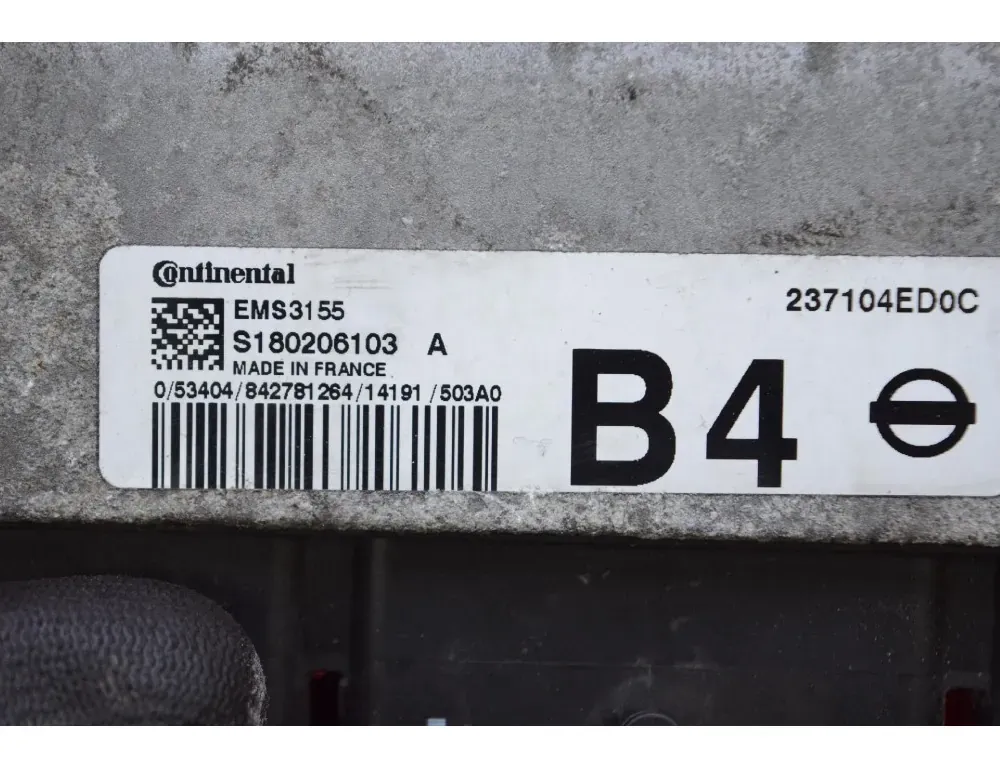 Continental
EMS3155
237104ED0C
S180206103 A
MADE IN FRANCE
0/53404/842781264/14191/503A0
B4